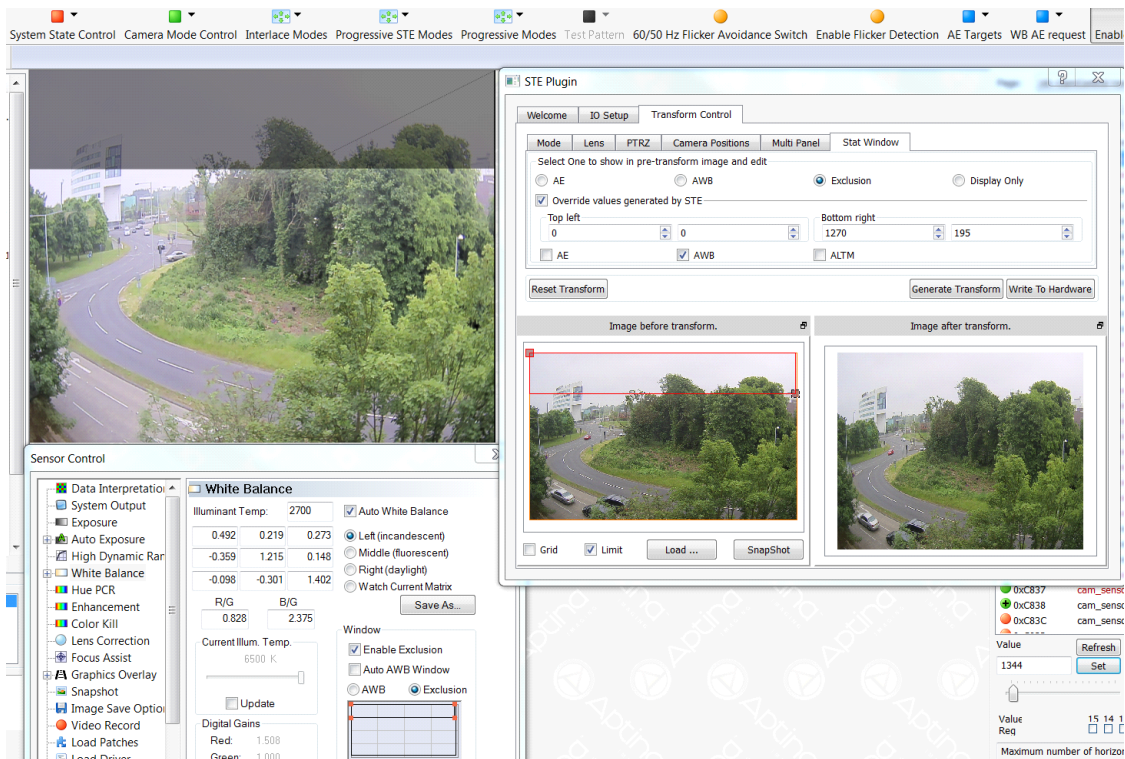 System State Control Camera Mode Control Interlace Modes Progressive STE Modes Progressive Modes Test Pattern 60/50 Hz Flicker Avoidance Switch Enable Flicker Detection AE Targets WB AE request Enabl
STE Plugin
Welcome IO Setup Transform Control
Mode Lens PTRZ Camera Positions Multi Panel Stat Window
Select One to show in pre-transform image and edit
AE AWB Exclusion Display Only
Override values generated by STE
Top left Bottom right
0 0 1270 195
AE AWB ALTM
Reset Transform Generate Transform Write To Hardware
Image before transform. Image after transform.
Grid Limit Load ... SnapShot
Sensor Control
Data Interpretation
System Output
Exposure
Auto Exposure
High Dynamic Ran
White Balance
Hue PCR
Enhancement
Color Kill
Lens Correction
Focus Assist
Graphics Overlay
Snapshot
Image Save Option
Video Record
Load Patches
Load Driver
White Balance
Illuminant Temp: 2700
0.492 0.219 0.273
-0.359 1.215 0.148
-0.098 -0.301 1.402
R/G B/G
0.828 2.375
Current Illum. Temp.
6500 K
Update
Digital Gains
Red: 1.508
Green: 1.000
Auto White Balance
Left (incandescent)
Middle (fluorescent)
Right (daylight)
Watch Current Matrix
Save As...
Window
Enable Exclusion
Auto AWB Window
AWB Exclusion
Aptina
0xC837 cam_senso
0xC838 cam_senso
0xC83C cam_senso
Value Refresh
1344 Set
Value 15 14 1
Req
Maximum number of horizon